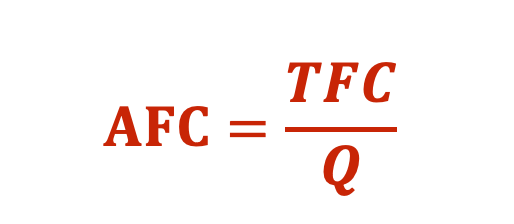 AFC = TFC / Q